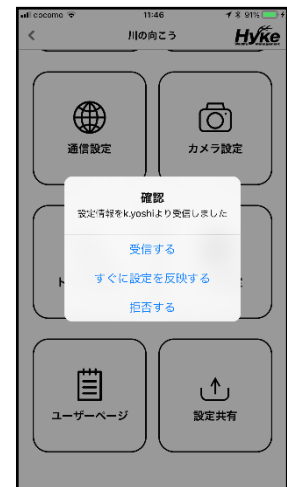 docomo 11:46 91%
川の向こう Hyke
通信設定 カメラ設定
確認
設定情報をk.yoshiより受信しました
受信する
すぐに設定を反映する
拒否する
ト
ユーザーページ 設定共有